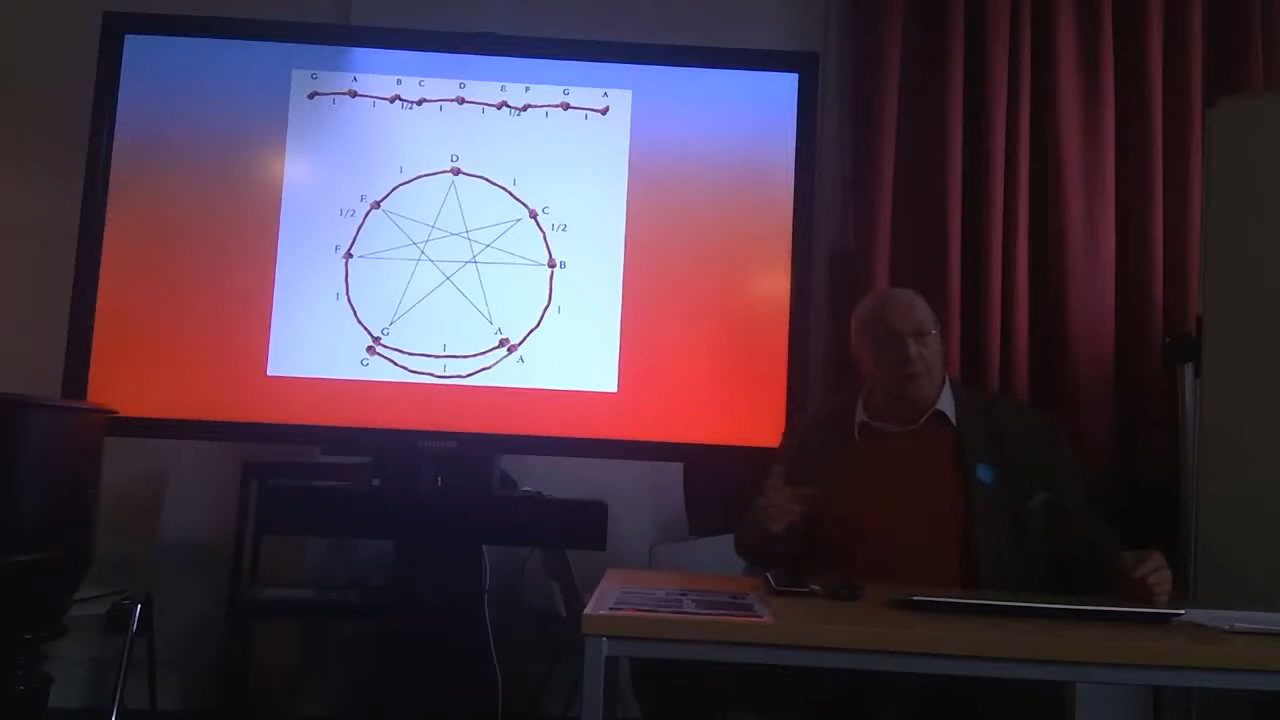 G A B C D E F G A
1 1 1/2 1 1 1/2 1 1
D
1 1
E C
1/2 1/2
F B
1 1
G A
1
G A
1